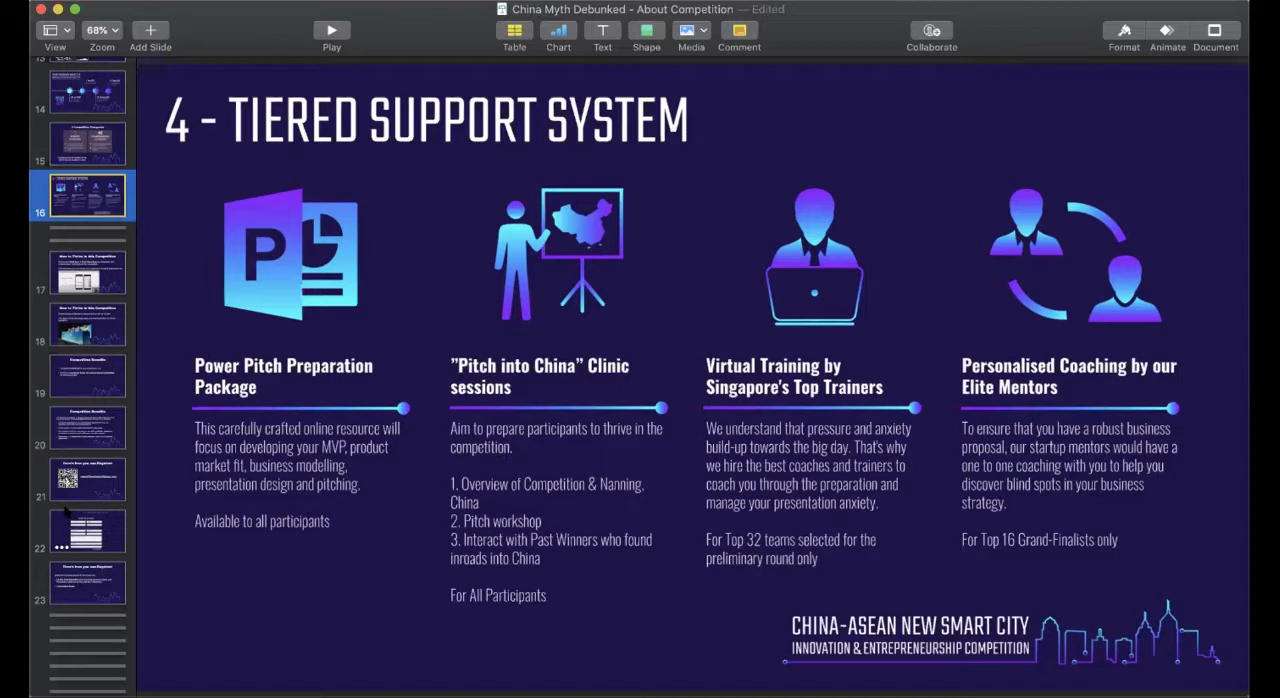 China Myth Debunked - About Competition — Edited
68%
View
Zoom
Add Slide
Play
Table
Chart
Text
Shape
Media
Comment
Collaborate
Format
Animate
Document
13
14
15
16
17
18
19
20
21
22
23
4 - TIERED SUPPORT SYSTEM
P
Power Pitch Preparation
Package
This carefully crafted online resource will
focus on developing your MVP, product
market fit, business modelling,
presentation design and pitching.
Available to all participants
”Pitch into China” Clinic
sessions
Aim to prepare participants to thrive in the
competition.
1. Overview of Competition & Nanning,
China
2. Pitch workshop
3. Interact with Past Winners who found
inroads into China
For All Participants
Virtual Training by
Singapore's Top Trainers
We understand that pressure and anxiety
build-up towards the big day. That's why
we hire the best coaches and trainers to
coach you through the preparation and
manage your presentation anxiety.
For Top 32 teams selected for the
preliminary round only
Personalised Coaching by our
Elite Mentors
To ensure that you have a robust business
proposal, our startup mentors would have a
one to one coaching with you to help you
discover blind spots in your business
strategy.
For Top 16 Grand-Finalists only
CHINA-ASEAN NEW SMART CITY
INNOVATION & ENTREPRENEURSHIP COMPETITION